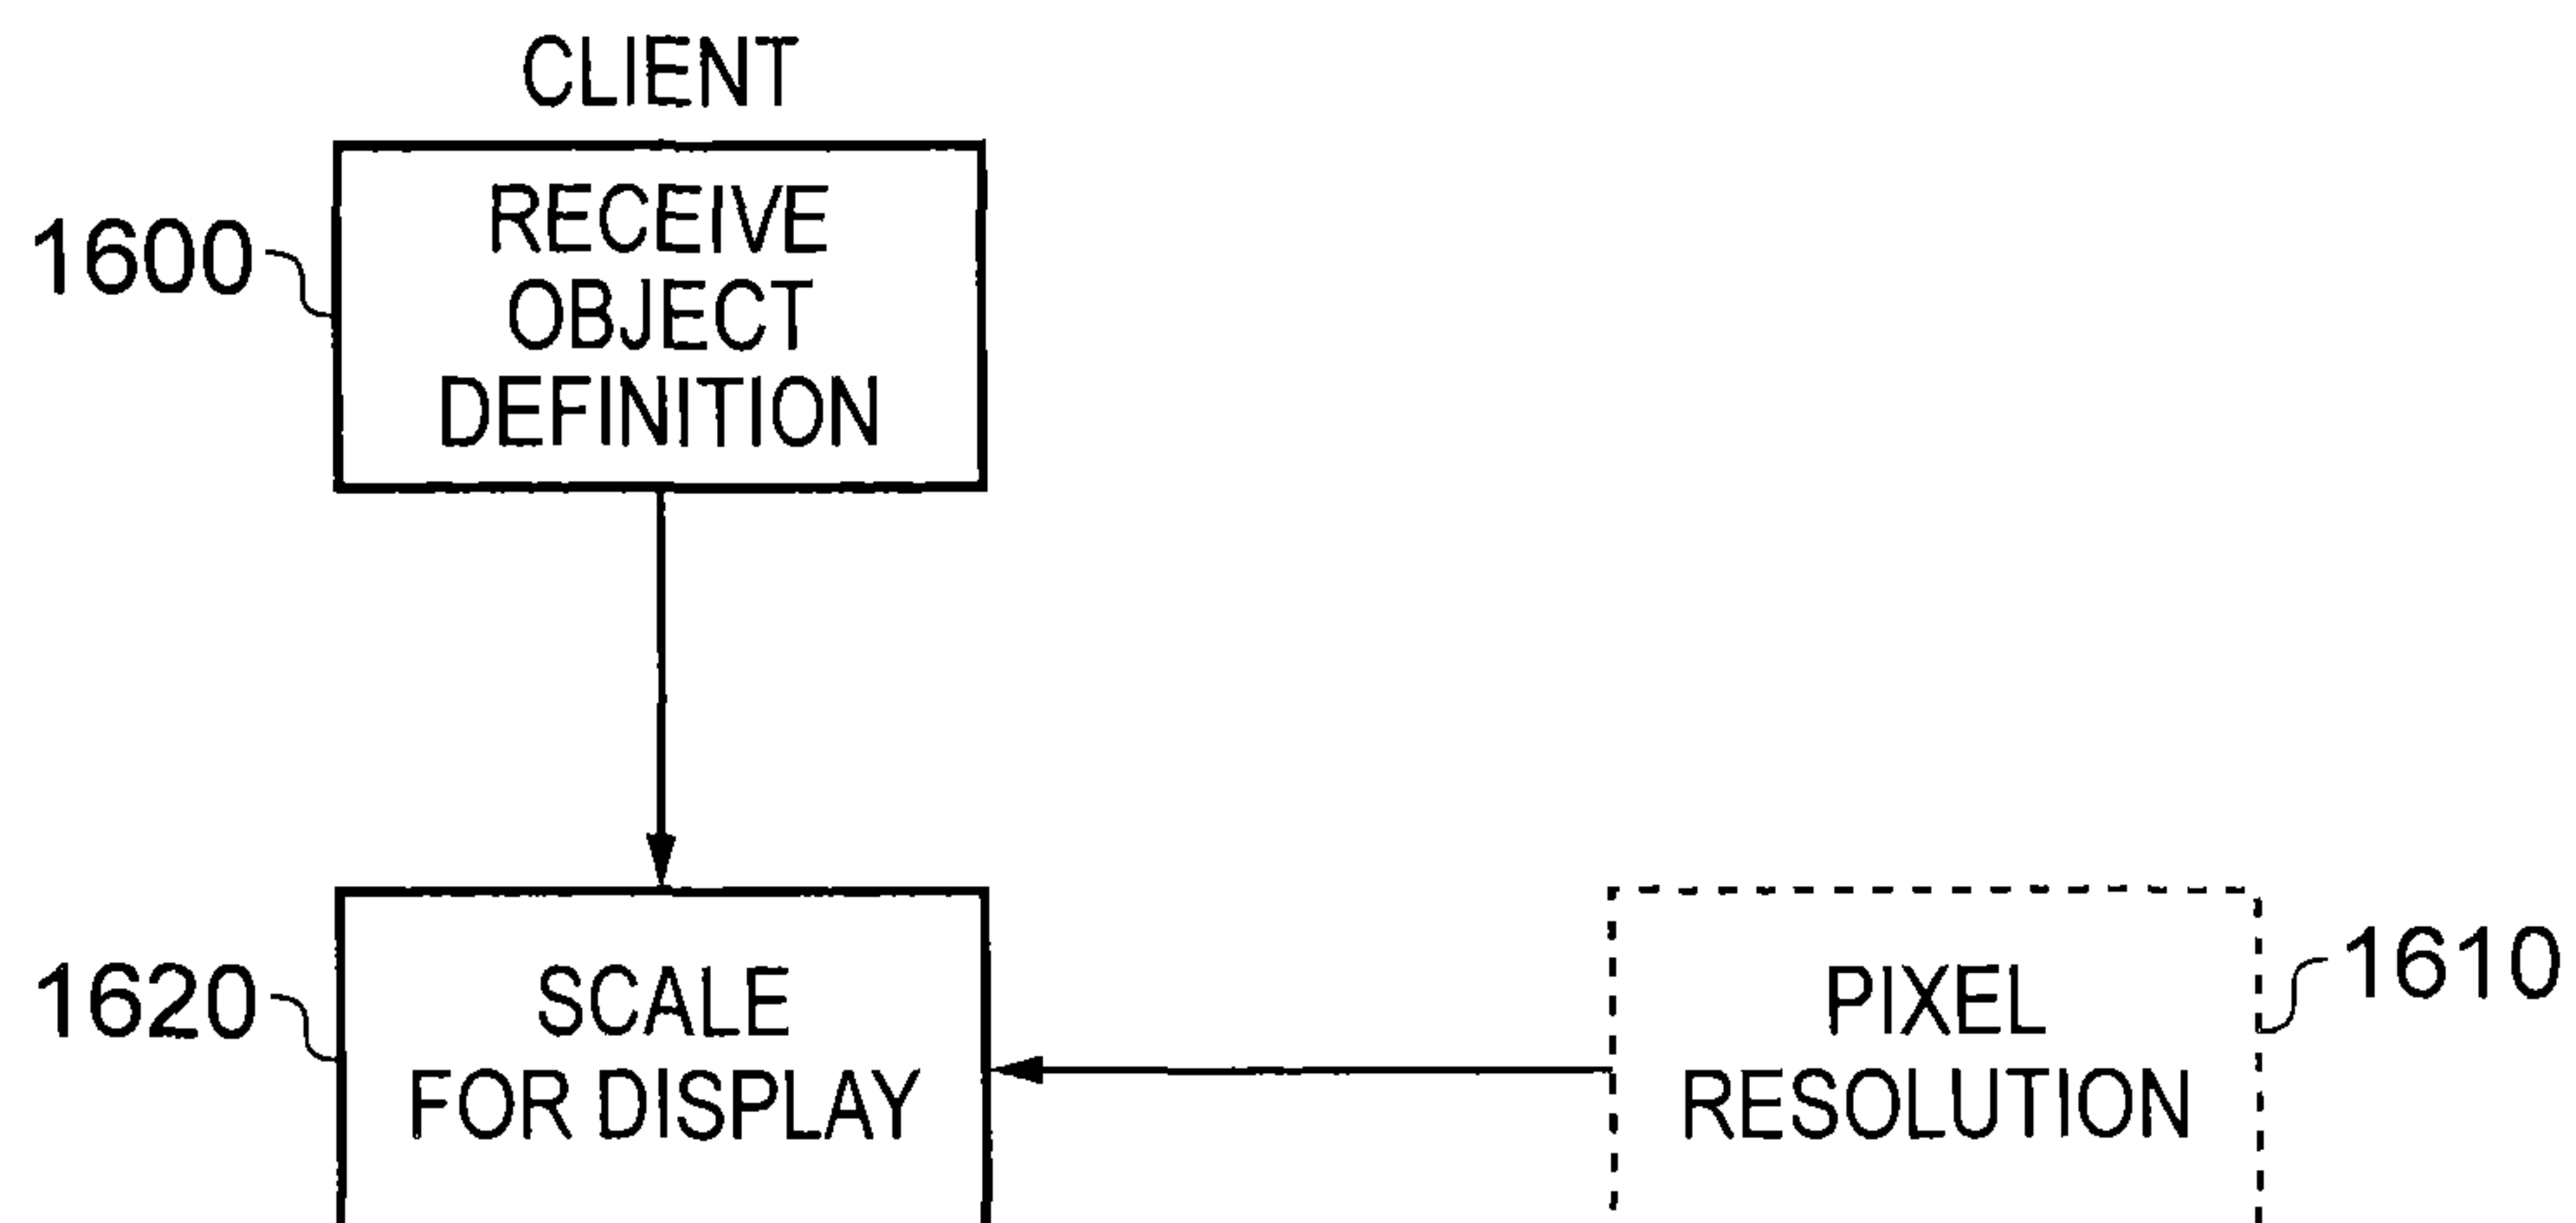 CLIENT
1600
RECEIVE
OBJECT
DEFINITION
1620
SCALE
FOR DISPLAY
PIXEL
RESOLUTION
1610